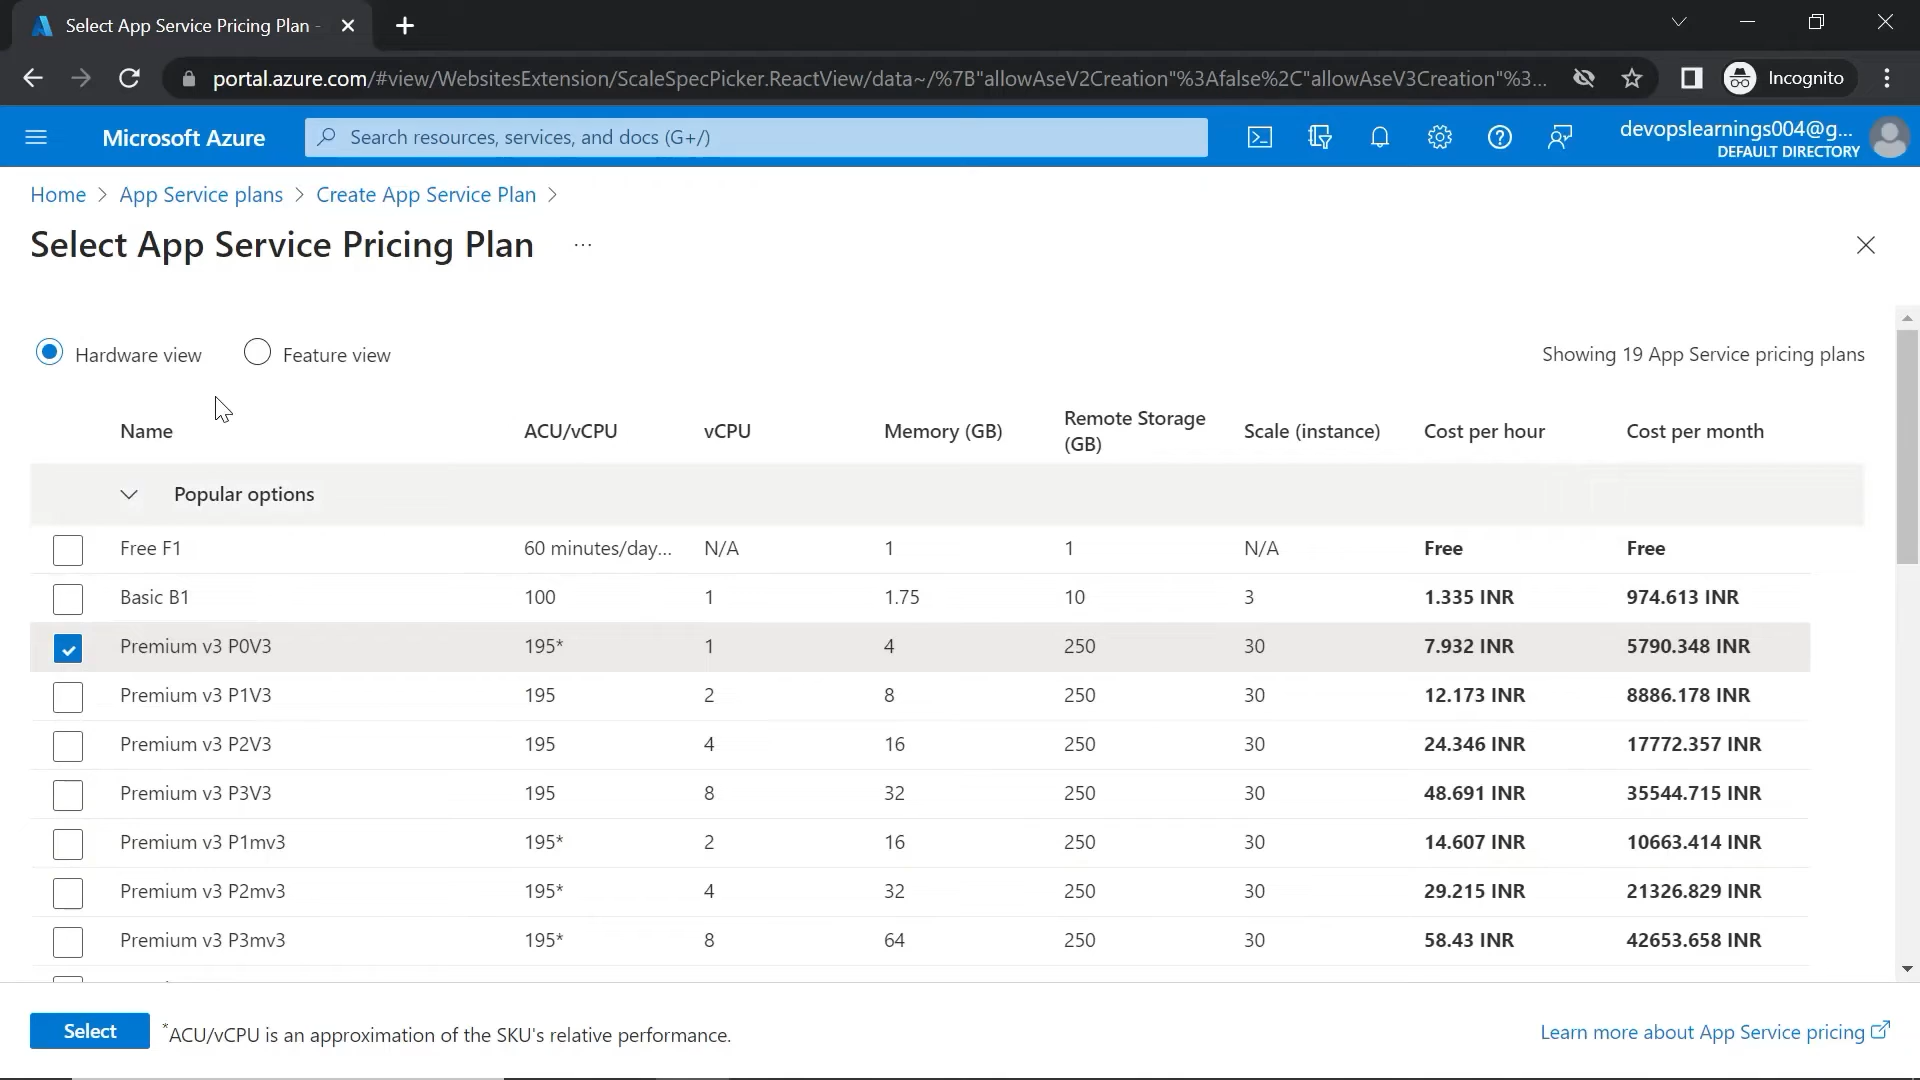 Select App Service Pricing Plan -
portal.azure.com/#view/WebsitesExtension/ScaleSpecPicker.ReactView/data~/%7B"allowAseV2Creation"%3Afalse%2C"allowAseV3Creation"%3...
Incognito
Microsoft Azure
Search resources, services, and docs (G+/)
devopslearnings004@g...
DEFAULT DIRECTORY
Home > App Service plans > Create App Service Plan >
Select App Service Pricing Plan ...
Hardware view Feature view Showing 19 App Service pricing plans
Name ACU/vCPU vCPU Memory (GB) Remote Storage (GB) Scale (instance) Cost per hour Cost per month
Popular options
Free F1 60 minutes/day... N/A 1 1 N/A Free Free
Basic B1 100 1 1.75 10 3 1.335 INR 974.613 INR
Premium v3 P0V3 195* 1 4 250 30 7.932 INR 5790.348 INR
Premium v3 P1V3 195 2 8 250 30 12.173 INR 8886.178 INR
Premium v3 P2V3 195 4 16 250 30 24.346 INR 17772.357 INR
Premium v3 P3V3 195 8 32 250 30 48.691 INR 35544.715 INR
Premium v3 P1mv3 195* 2 16 250 30 14.607 INR 10663.414 INR
Premium v3 P2mv3 195* 4 32 250 30 29.215 INR 21326.829 INR
Premium v3 P3mv3 195* 8 64 250 30 58.43 INR 42653.658 INR
Select *ACU/vCPU is an approximation of the SKU's relative performance. Learn more about App Service pricing